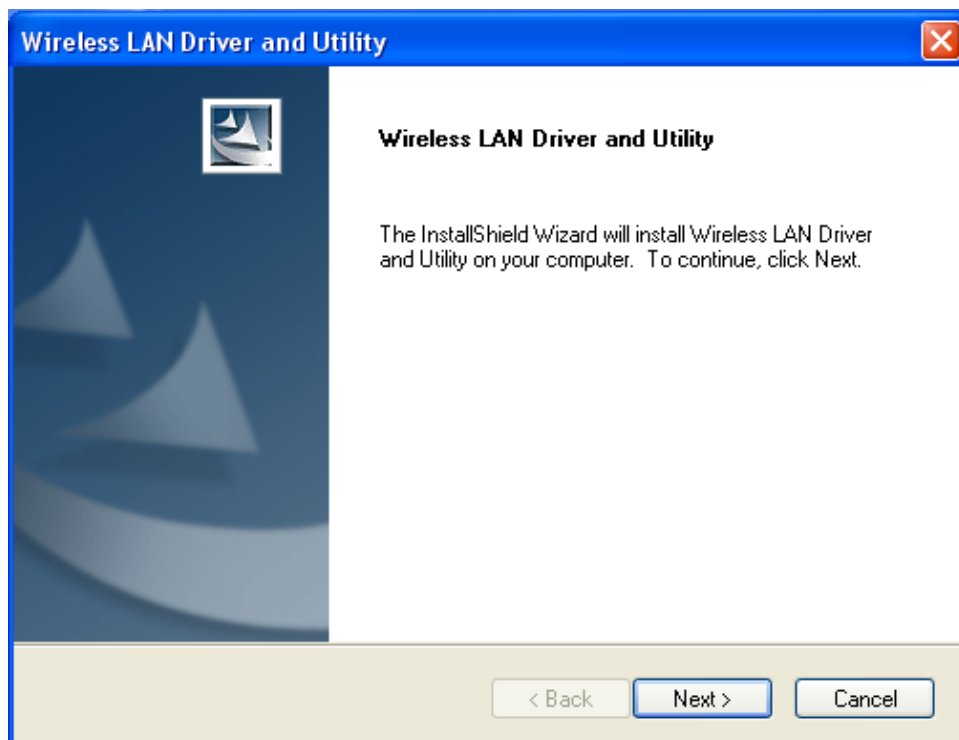 Wireless LAN Driver and Utility
Wireless LAN Driver and Utility
The InstallShield Wizard will install Wireless LAN Driver
and Utility on your computer.  To continue, click Next.
< Back
Next >
Cancel